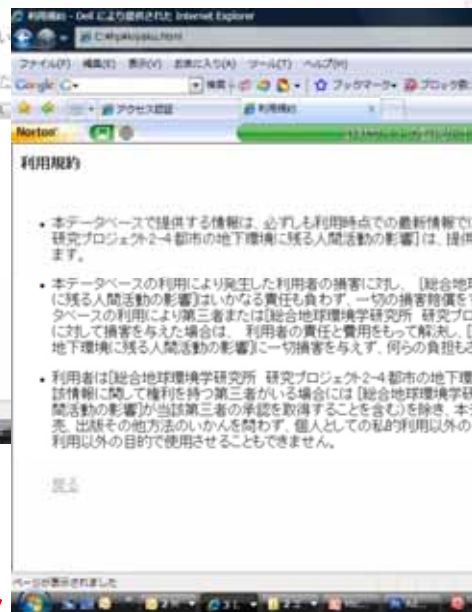 利用規約 - Dell により提供された Internet Explorer
ファイル(F) 編集(E) 表示(V) お気に入り(A) ツール(T) ヘルプ(H)
Google G 検索 ブックマーク ブロック数
アクセス認証 利用規約
Norton
利用規約
• 本データベースで提供する情報は、必ずしも利用時点での最新情報で
研究プロジェクト2-4 都市の地下環境に残る人間活動の影響]は、提供
ます。
• 本データベースの利用により発生した利用者の損害に対し、 [総合地球
に残る人間活動の影響]はいかなる責任も負わず、一切の損害賠償を
タベースの利用により第三者または[総合地球環境学研究所 研究プロ
に対して損害を与えた場合は、 利用者の責任と費用をもって解決し、[
地下環境に残る人間活動の影響]に一切損害を与えず、何らの負担も
• 利用者は[総合地球環境学研究所 研究プロジェクト2-4 都市の地下環
該情報に関して権利を持つ第三者がいる場合には [総合地球環境学研
間活動の影響]が当該第三者の承認を取得することを含む)を除き、本
売、出版その他方法のいかんを問わず、個人としての私的利用以外の
利用以外の目的で使用させることもできません。
戻る
ページが表示されました